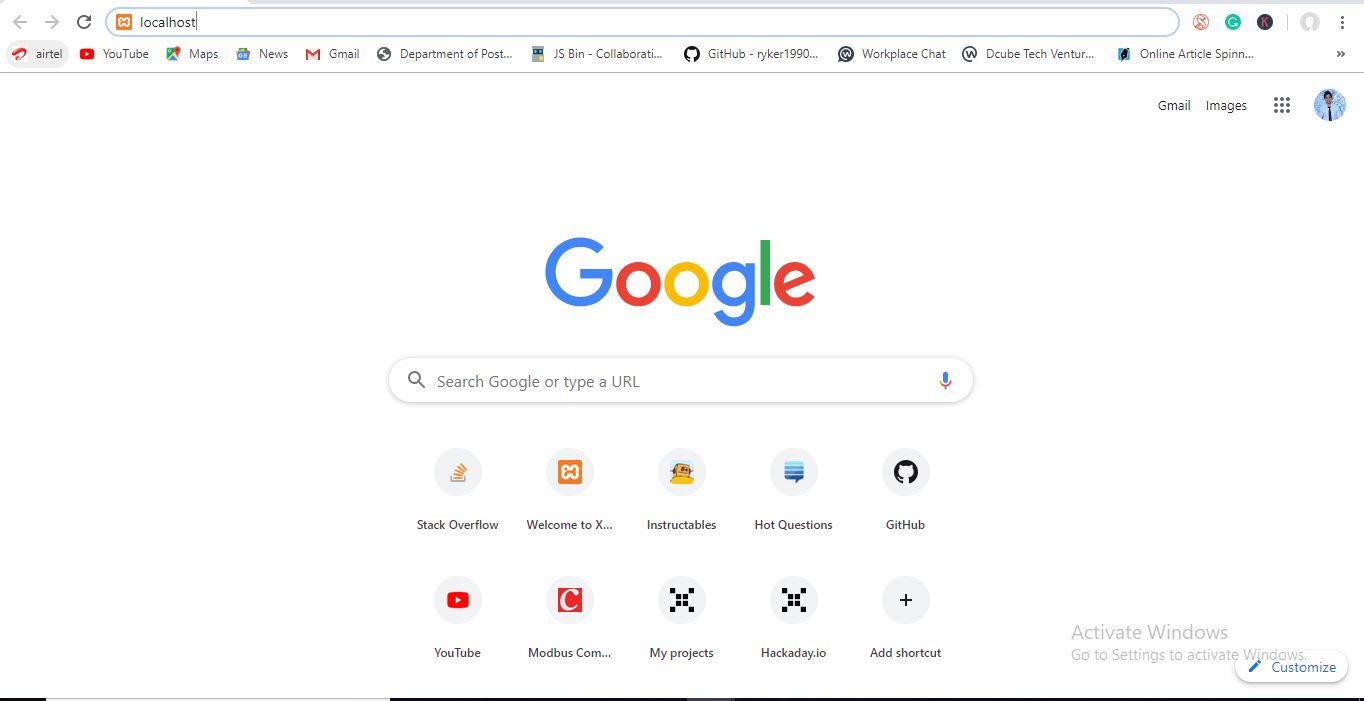 localhost
airtel YouTube Maps News Gmail Department of Post... JS Bin - Collaborati... GitHub - ryker1990... Workplace Chat Dcube Tech Ventur... Online Article Spinn... »
Gmail Images
Google
Search Google or type a URL
Stack Overflow Welcome to X... Instructables Hot Questions GitHub
YouTube Modbus Com... My projects Hackaday.io Add shortcut
Activate Windows
Go to Settings to activate Windows.
Customize